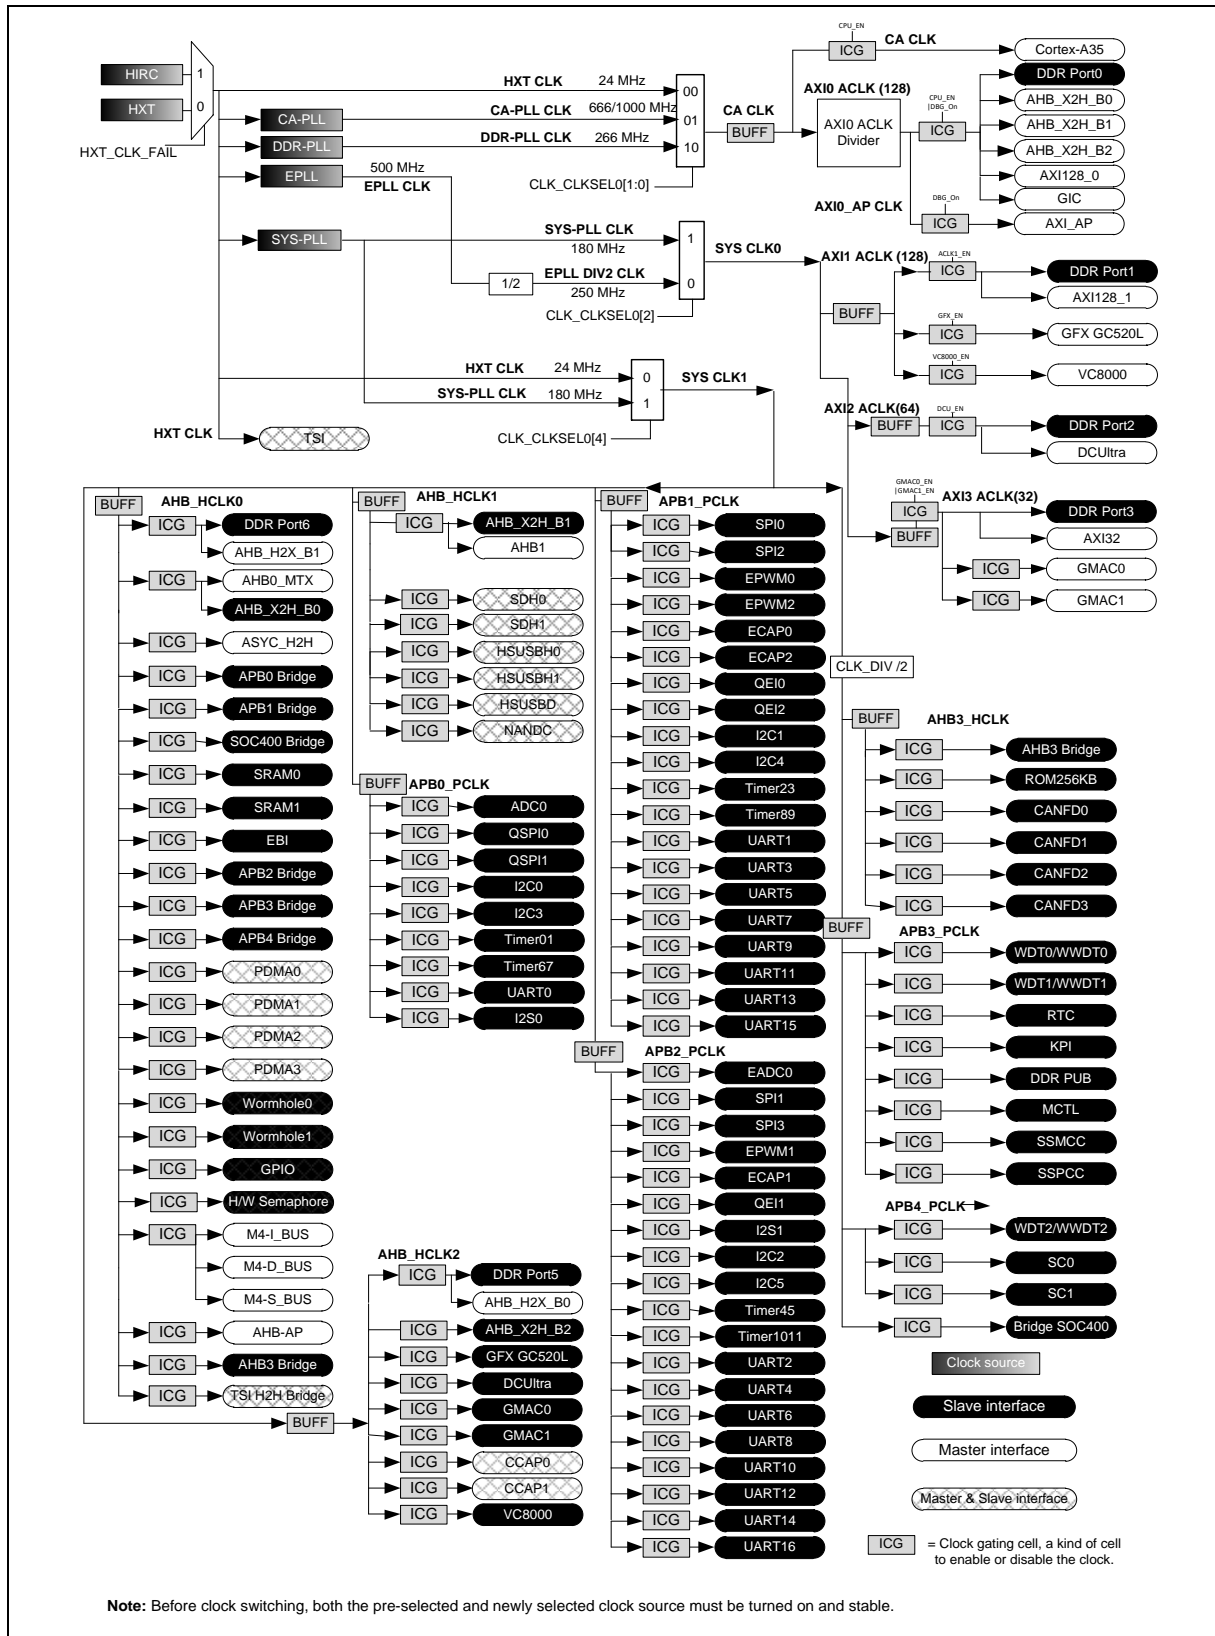 HIRC
HXT
1
0
HXT_CLK_FAIL
CA-PLL
DDR-PLL
EPLL
SYS-PLL
HXT CLK 24 MHz
CA-PLL CLK 666/1000 MHz
DDR-PLL CLK 266 MHz
500 MHz
EPLL CLK
00
01
10
CLK_CLKSEL0[1:0]
CA CLK
BUFF
CPU_EN
ICG
CA CLK
Cortex-A35
AXI0 ACLK (128)
AXI0 ACLK
Divider
CPU_EN
|DBG_On
ICG
DDR Port0
AHB_X2H_B0
AHB_X2H_B1
AHB_X2H_B2
AXI128_0
GIC
AXI0_AP CLK
DBG_On
ICG
AXI_AP
SYS-PLL CLK
180 MHz
1/2
EPLL DIV2 CLK
250 MHz
1
0
CLK_CLKSEL0[2]
SYS CLK0
AXI1 ACLK (128)
BUFF
ACLK1_EN
ICG
DDR Port1
AXI128_1
GFX_EN
ICG
GFX GC520L
VC8000_EN
ICG
VC8000
AXI2 ACLK(64)
BUFF
DCU_EN
ICG
DDR Port2
DCUltra
GMAC0_EN
|GMAC1_EN
ICG
BUFF
AXI3 ACLK(32)
DDR Port3
AXI32
ICG GMAC0
ICG GMAC1
HXT CLK 24 MHz
SYS-PLL CLK 180 MHz
0
1
CLK_CLKSEL0[4]
SYS CLK1
HXT CLK
TSI
BUFF
AHB_HCLK0
ICG DDR Port6
AHB_H2X_B1
ICG AHB0_MTX
AHB_X2H_B0
ICG ASYC_H2H
ICG APB0 Bridge
ICG APB1 Bridge
ICG SOC400 Bridge
ICG SRAM0
ICG SRAM1
ICG EBI
ICG APB2 Bridge
ICG APB3 Bridge
ICG APB4 Bridge
ICG PDMA0
ICG PDMA1
ICG PDMA2
ICG PDMA3
ICG Wormhole0
ICG Wormhole1
ICG GPIO
ICG H/W Semaphore
ICG M4-I_BUS
M4-D_BUS
M4-S_BUS
ICG AHB-AP
ICG AHB3 Bridge
ICG TSI H2H Bridge
BUFF
AHB_HCLK1
ICG AHB_X2H_B1
AHB1
ICG SDH0
ICG SDH1
ICG HSUSBH0
ICG HSUSBH1
ICG HSUSBD
ICG NANDC
BUFF
APB0_PCLK
ICG ADC0
ICG QSPI0
ICG QSPI1
ICG I2C0
ICG I2C3
ICG Timer01
ICG Timer67
ICG UART0
ICG I2S0
BUFF
AHB_HCLK2
ICG DDR Port5
AHB_H2X_B0
ICG AHB_X2H_B2
ICG GFX GC520L
ICG DCUltra
ICG GMAC0
ICG GMAC1
ICG CCAP0
ICG CCAP1
ICG VC8000
BUFF
APB1_PCLK
ICG SPI0
ICG SPI2
ICG EPWM0
ICG EPWM2
ICG ECAP0
ICG ECAP2
ICG QEI0
ICG QEI2
ICG I2C1
ICG I2C4
ICG Timer23
ICG Timer89
ICG UART1
ICG UART3
ICG UART5
ICG UART7
ICG UART9
ICG UART11
ICG UART13
ICG UART15
BUFF
APB2_PCLK
ICG EADC0
ICG SPI1
ICG SPI3
ICG EPWM1
ICG ECAP1
ICG QEI1
ICG I2S1
ICG I2C2
ICG I2C5
ICG Timer45
ICG Timer1011
ICG UART2
ICG UART4
ICG UART6
ICG UART8
ICG UART10
ICG UART12
ICG UART14
ICG UART16
CLK_DIV /2
BUFF
AHB3_HCLK
ICG AHB3 Bridge
ICG ROM256KB
ICG CANFD0
ICG CANFD1
ICG CANFD2
ICG CANFD3
BUFF
APB3_PCLK
ICG WDT0/WWDT0
ICG WDT1/WWDT1
ICG RTC
ICG KPI
ICG DDR PUB
ICG MCTL
ICG SSMCC
ICG SSPCC
APB4_PCLK
ICG WDT2/WWDT2
ICG SC0
ICG SC1
ICG Bridge SOC400
Clock source
Slave interface
Master interface
Master & Slave interface
ICG = Clock gating cell, a kind of cell
to enable or disable the clock.
Note: Before clock switching, both the pre-selected and newly selected clock source must be turned on and stable.